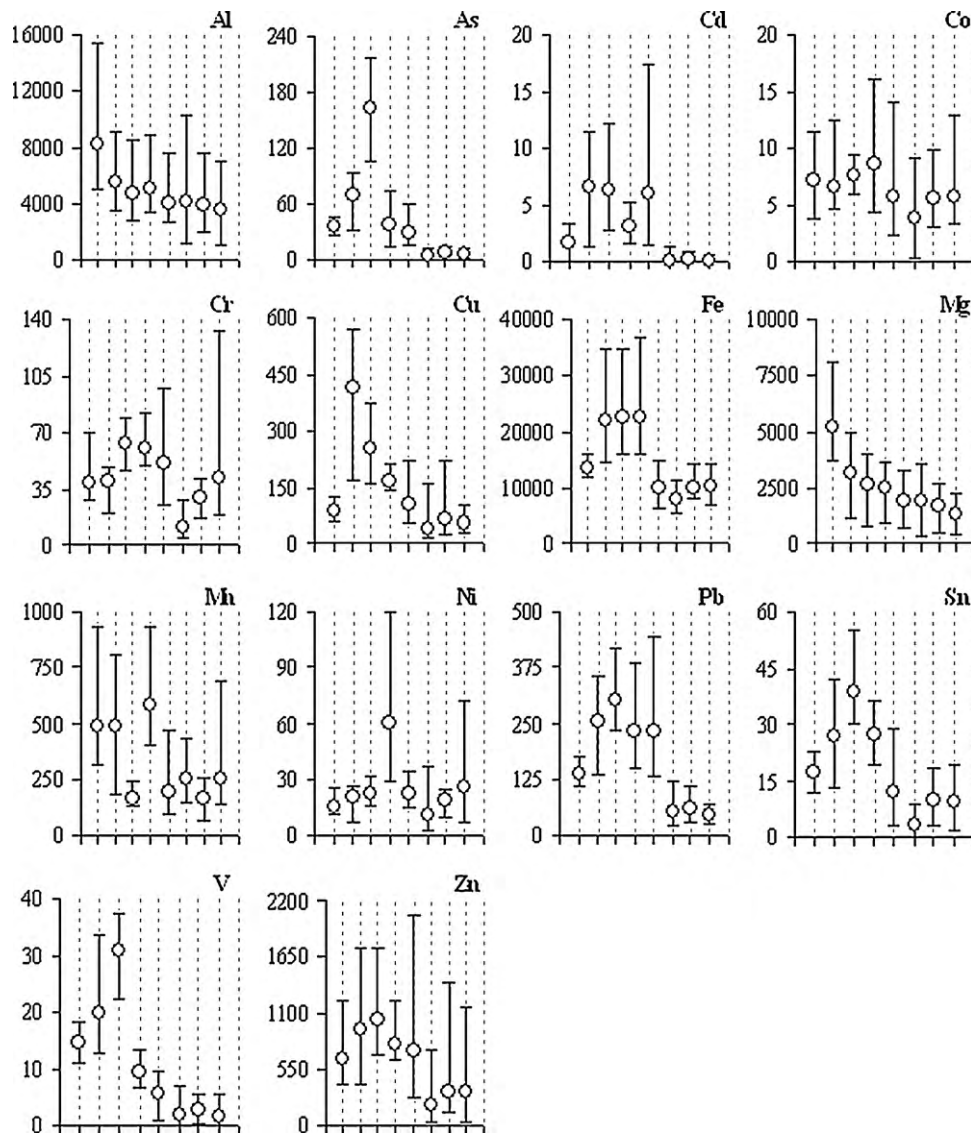 Al As Cd Co
16000 240 20 20
12000 180 15 15
8000 120 10 10
4000 60 5 5
0 0 0 0
Cr Cu Fe Mg
140 600 40000 10000
105 450 30000 7500
70 300 20000 5000
35 150 10000 2500
0 0 0 0
Mn Ni Pb Sn
1000 120 500 60
750 90 375 45
500 60 250 30
250 30 125 15
0 0 0 0
V Zn
40 2200
30 1650
20 1100
10 550
0 0